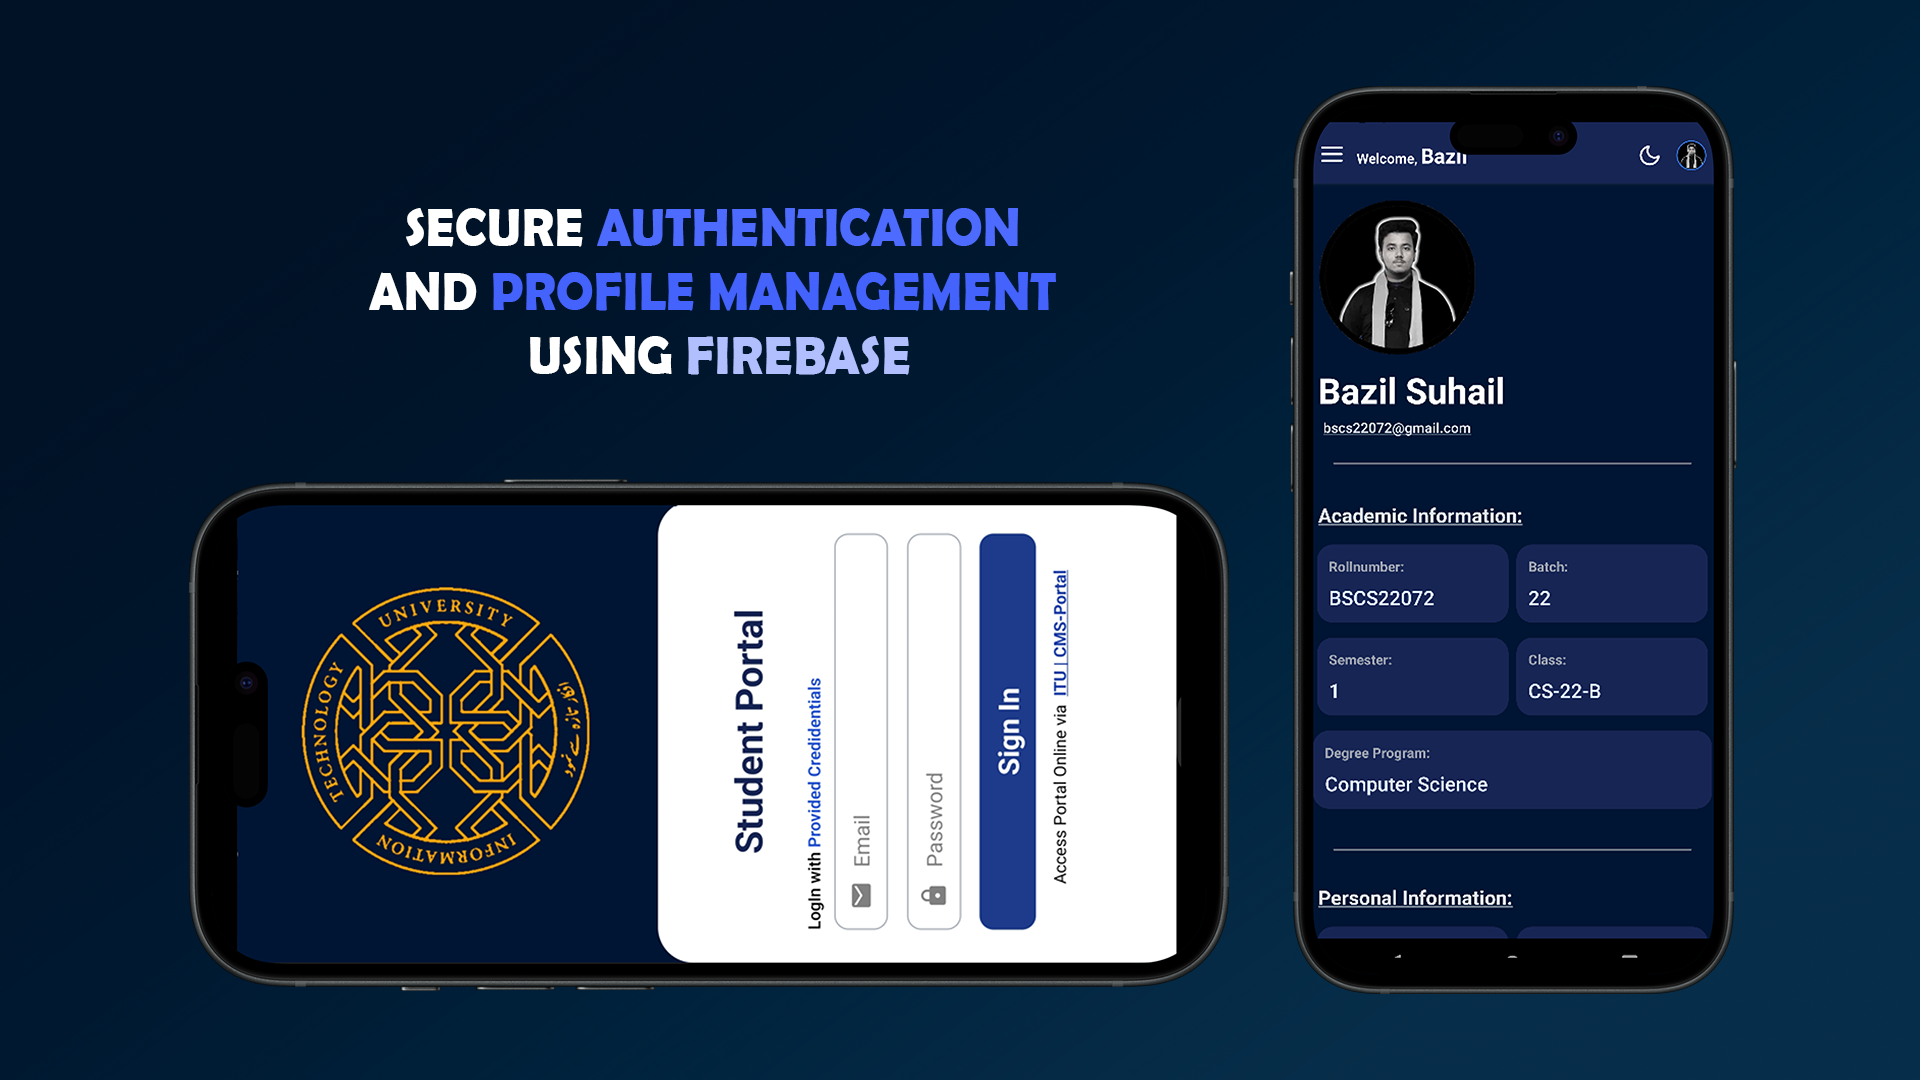 SECURE AUTHENTICATION
AND PROFILE MANAGEMENT
USING FIREBASE
UNIVERSITY
TECHNOLOGY
INFORMATION
Student Portal
LogIn with Provided Credidentials
Email
Password
Sign In
Access Portal Online via ITU | CMS-Portal
Welcome, Bazil
Bazil Suhail
bscs22072@gmail.com
Academic Information:
Rollnumber:
BSCS22072
Batch:
22
Semester:
1
Class:
CS-22-B
Degree Program:
Computer Science
Personal Information: